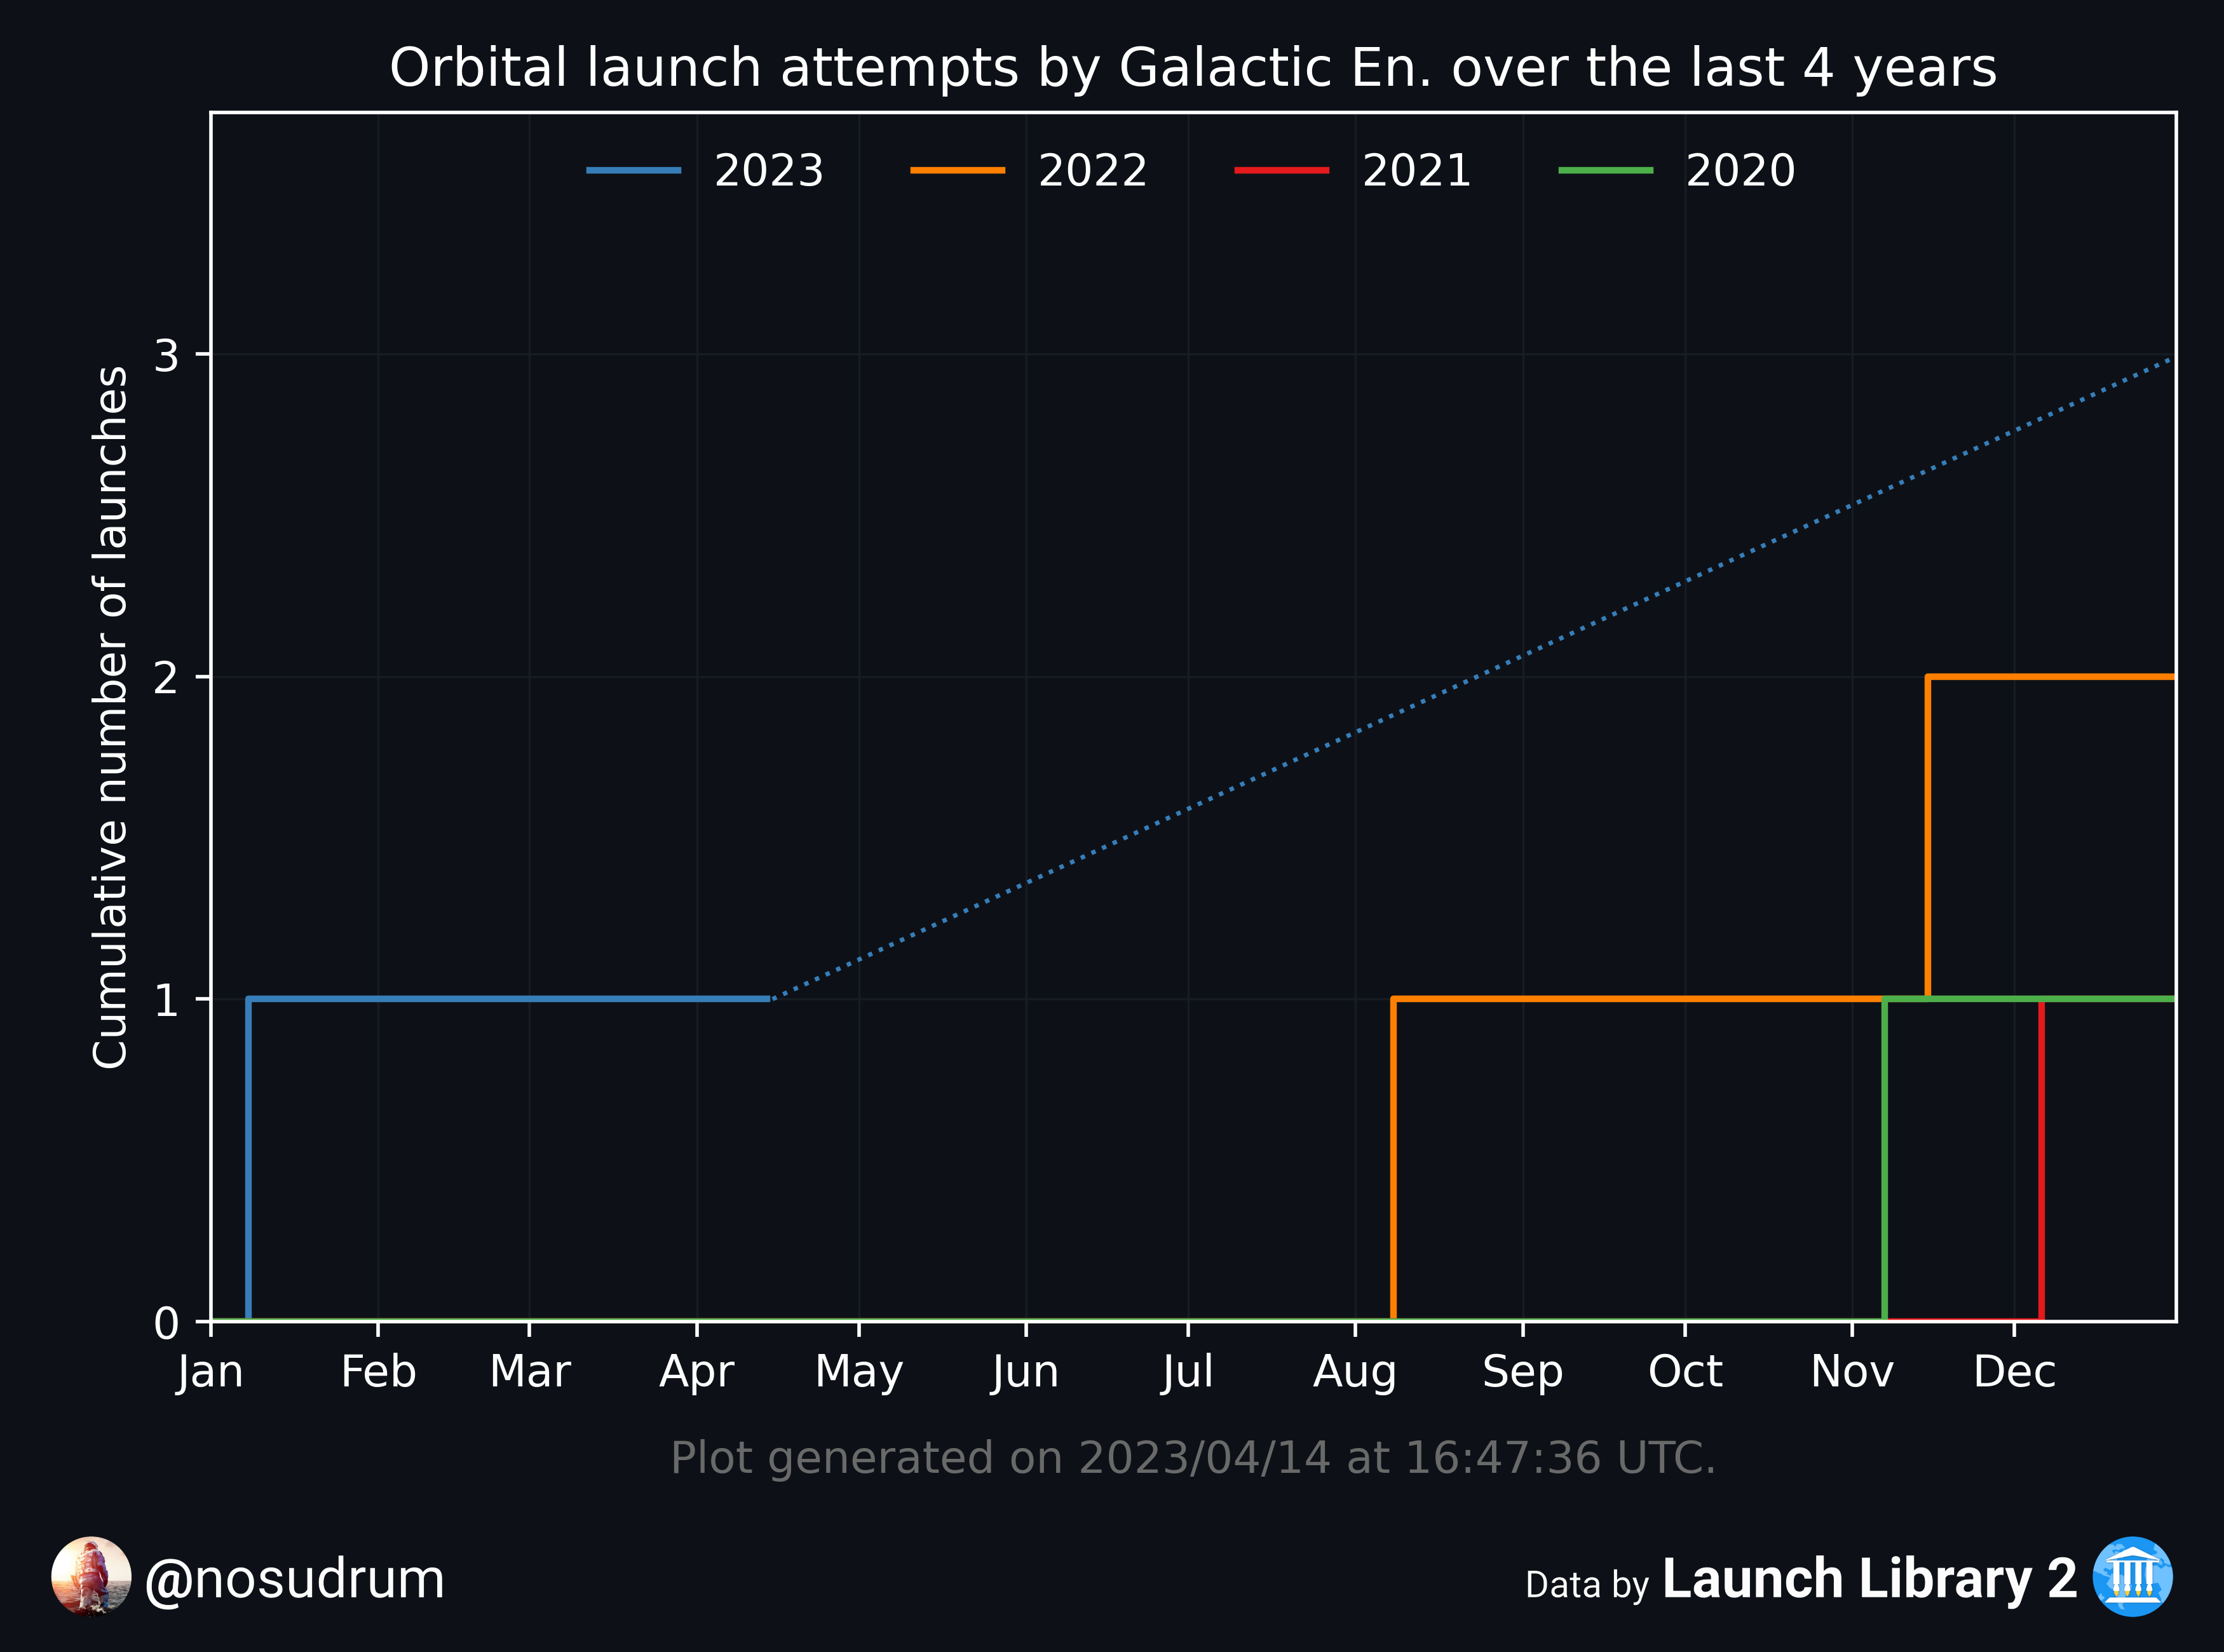 Orbital launch attempts by Galactic En. over the last 4 years
2023 2022 2021 2020
Cumulative number of launches
3
2
1
0
Jan Feb Mar Apr May Jun Jul Aug Sep Oct Nov Dec
Plot generated on 2023/04/14 at 16:47:36 UTC.
@nosudrum
Data by Launch Library 2